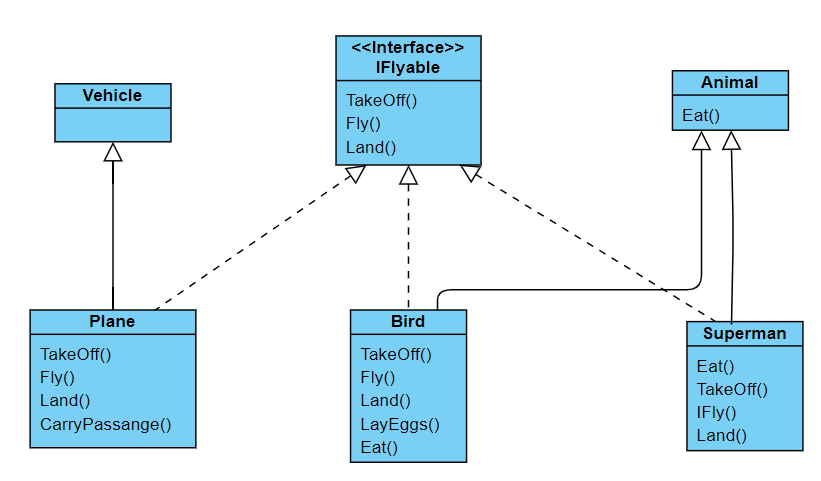 <<Interface>>
IFlyable
TakeOff()
Fly()
Land()
Vehicle
Animal
Eat()
Plane
TakeOff()
Fly()
Land()
CarryPassange()
Bird
TakeOff()
Fly()
Land()
LayEggs()
Eat()
Superman
Eat()
TakeOff()
IFly()
Land()